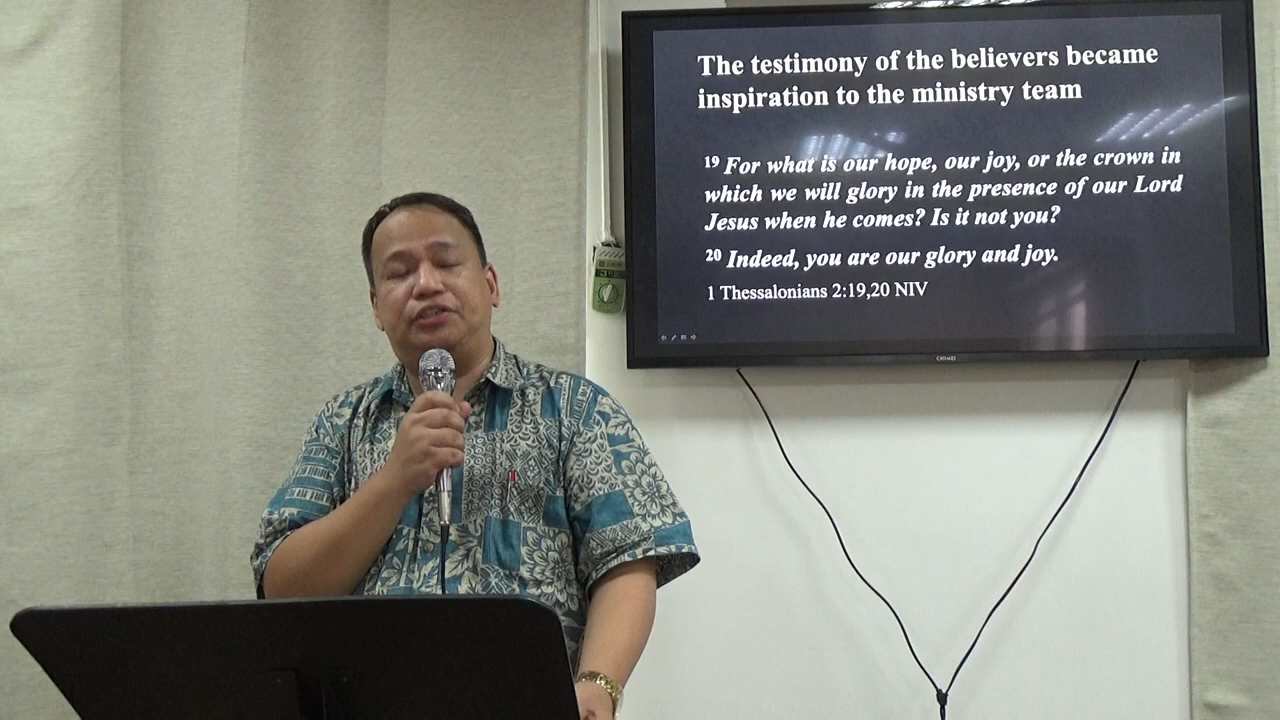 The testimony of the believers became
inspiration to the ministry team
19 For what is our hope, our joy, or the crown in
which we will glory in the presence of our Lord
Jesus when he comes? Is it not you?
20 Indeed, you are our glory and joy.
1 Thessalonians 2:19,20 NIV
CHIMEI